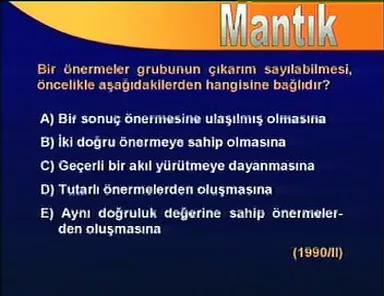 Mantık
Bir önermeler grubunun çıkarım sayılabilmesi,
öncelikle aşağıdakilerden hangisine bağlıdır?
A) Bir sonuç önermesine ulaşılmış olmasına
B) İki doğru önermeye sahip olmasına
C) Geçerli bir akıl yürütmeye dayanmasına
D) Tutarlı önermelerden oluşmasına
E) Aynı doğruluk değerine sahip önermeler-
den oluşmasına
(1990/II)